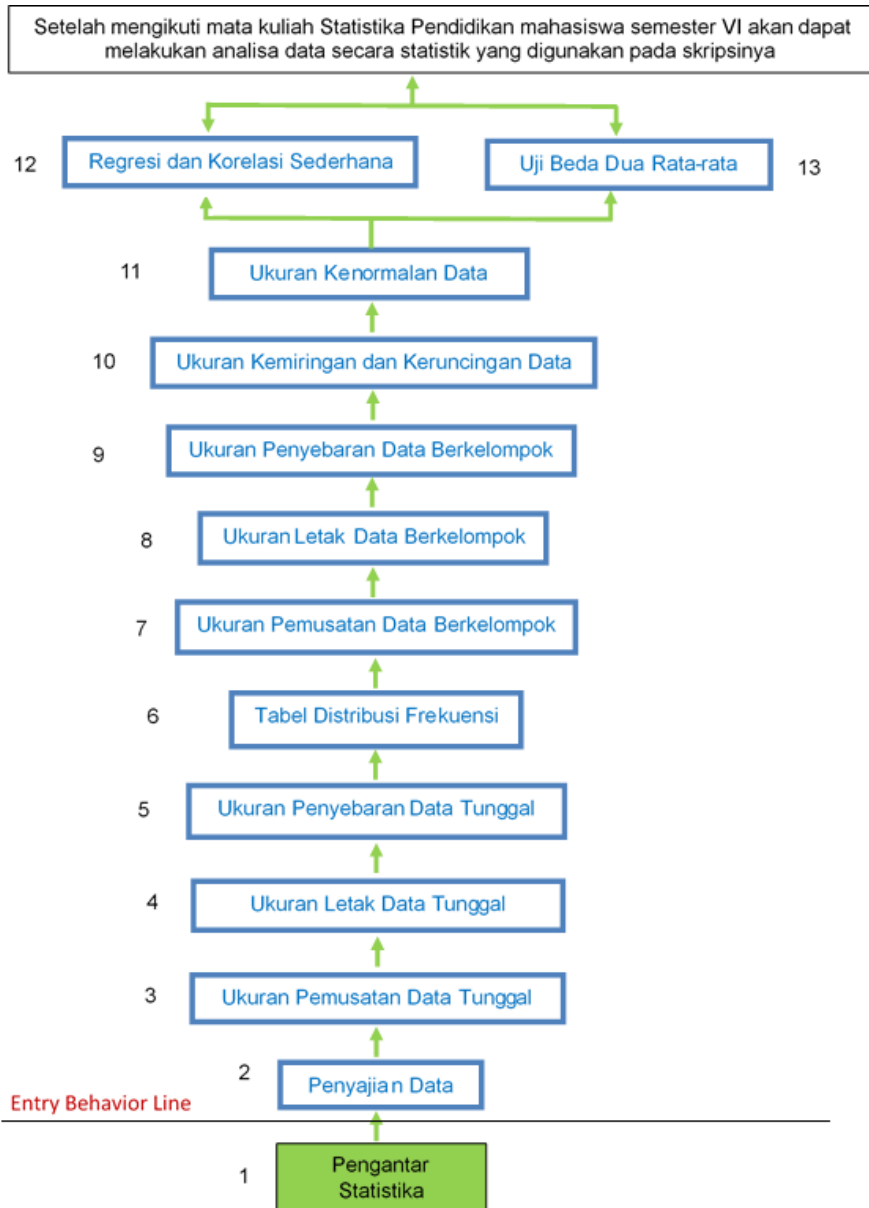 Setelah mengikuti mata kuliah Statistika Pendidikan mahasiswa semester VI akan dapat
melakukan analisa data secara statistik yang digunakan pada skripsinya
12
Regresi dan Korelasi Sederhana
Uji Beda Dua Rata-rata
13
11
Ukuran Kenormalan Data
10
Ukuran Kemiringan dan Keruncingan Data
9
Ukuran Penyebaran Data Berkelompok
8
Ukuran Letak Data Berkelompok
7
Ukuran Pemusatan Data Berkelompok
6
Tabel Distribusi Frekuensi
5
Ukuran Penyebaran Data Tunggal
4
Ukuran Letak Data Tunggal
3
Ukuran Pemusatan Data Tunggal
2
Penyajian Data
Entry Behavior Line
1
Pengantar
Statistika